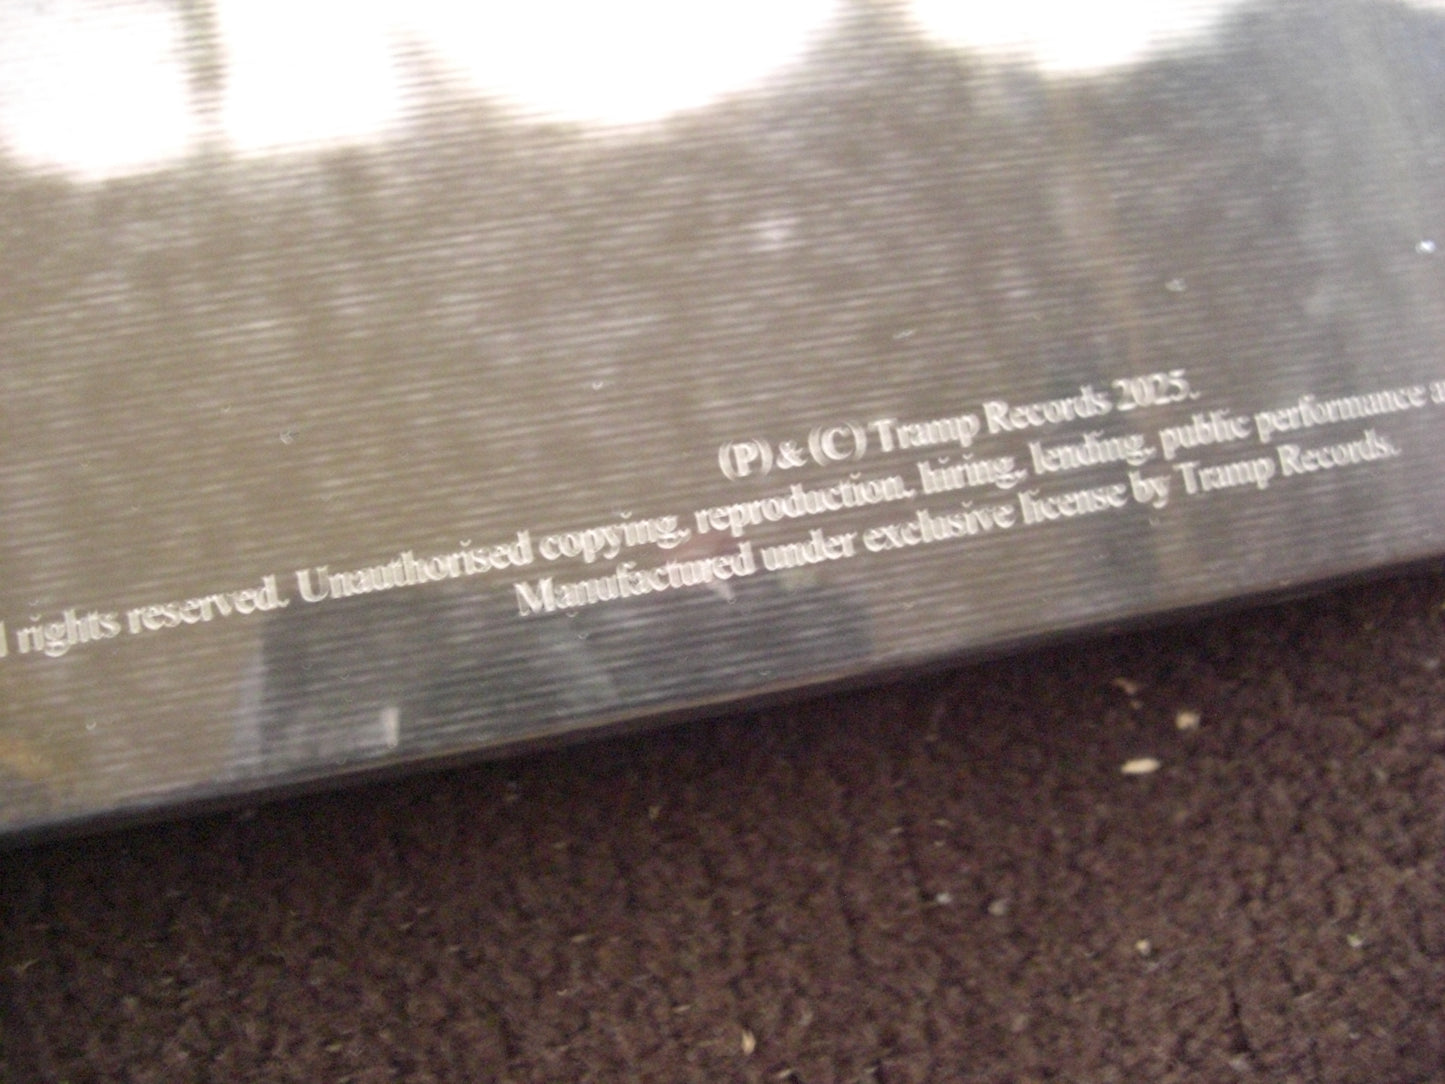 (P) & (C) Tramp Records 2025.
rights reserved. Unauthorised copying, reproduction, hiring, lending, public performance
Manufactured under exclusive license by Tramp Records.